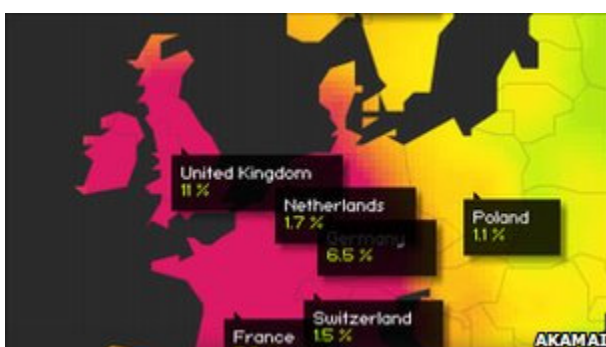 United Kingdom
11 %
Netherlands
1.7 %
Germany
6.5 %
Poland
1.1 %
Switzerland
1.5 %
France
AKAMAI